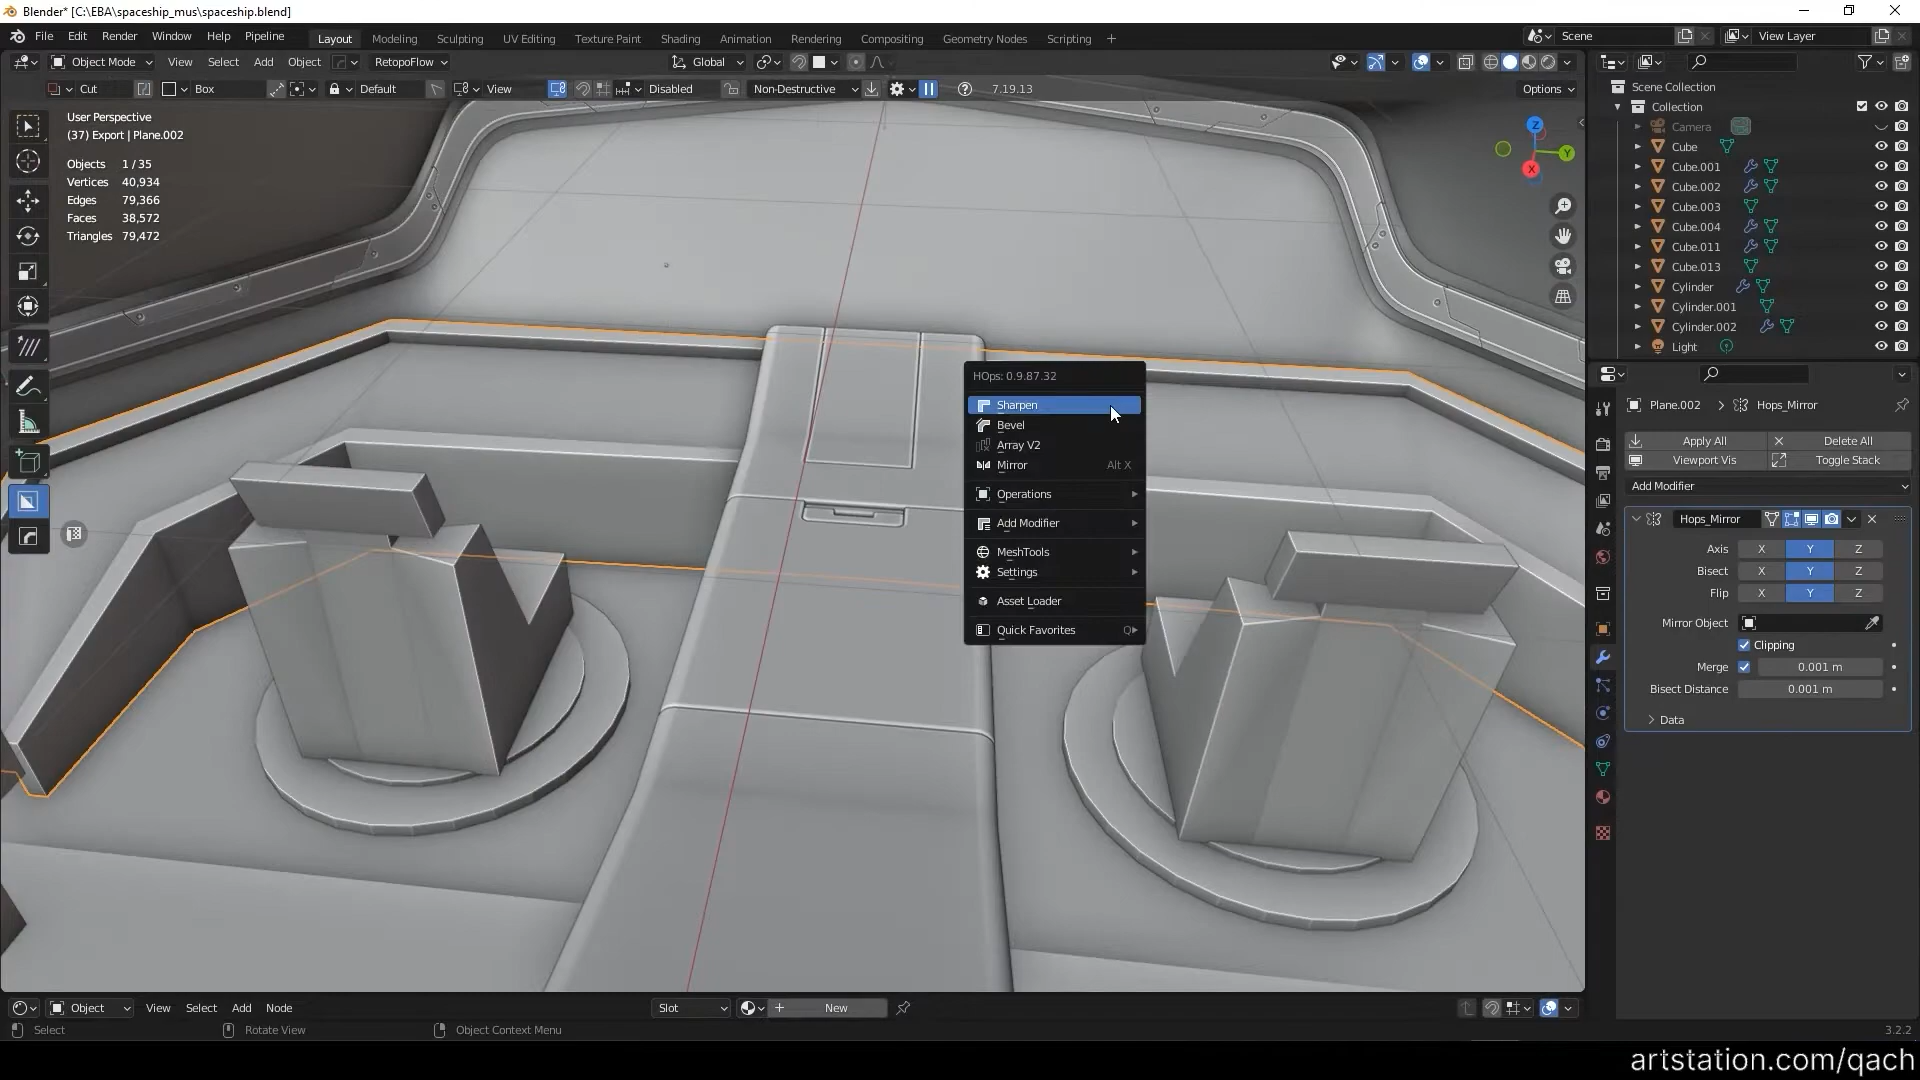 Blender* [C:\EBA\spaceship_mus\spaceship.blend]
File Edit Render Window Help Pipeline Layout Modeling Sculpting UV Editing Texture Paint Shading Animation Rendering Compositing Geometry Nodes Scripting + Scene View Layer
Object Mode View Select Add Object RetopoFlow Global
Cut Box Default View Disabled Non-Destructive 7.19.13 Options
User Perspective
(37) Export | Plane.002
Objects 1 / 35
Vertices 40,934
Edges 79,366
Faces 38,572
Triangles 79,472
Z
Y
X
HOps: 0.9.87.32
Sharpen
Bevel
Array V2
Mirror Alt X
Operations
Add Modifier
MeshTools
Settings
Asset Loader
Quick Favorites Q
Scene Collection
Collection
Camera
Cube
Cube.001
Cube.002
Cube.003
Cube.004
Cube.011
Cube.013
Cylinder
Cylinder.001
Cylinder.002
Light
Plane.002 Hops_Mirror
Apply All Delete All
Viewport Vis Toggle Stack
Add Modifier
Hops_Mirror
Axis X Y Z
Bisect X Y Z
Flip X Y Z
Mirror Object
Clipping
Merge 0.001 m
Bisect Distance 0.001 m
Data
Object View Select Add Node Slot New
Select Rotate View Object Context Menu 3.2.2
artstation.com/qach